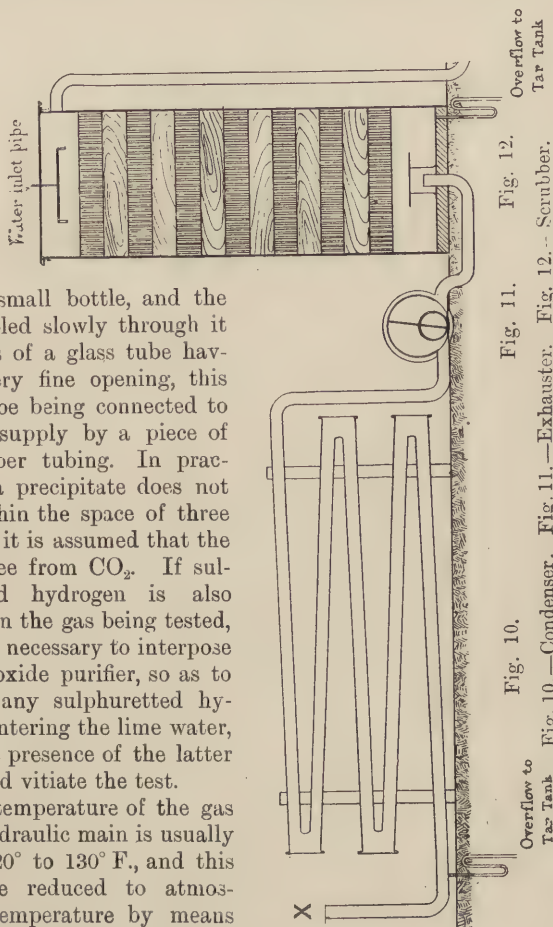 Water inlet pipe
small bottle, and the
led slowly through it
s of a glass tube hav-
ery fine opening, this
be being connected to
supply by a piece of
ber tubing. In prac-
a precipitate does not
hin the space of three
it is assumed that the
ee from CO₂. If sul-
d hydrogen is also
n the gas being tested,
necessary to interpose
oxide purifier, so as to
any sulphuretted hy-
ntering the lime water,
presence of the latter
d vitiate the test.
temperature of the gas
draulic main is usually
20° to 130° F., and this
e reduced to atmos-
emperature by means
X
Overflow to
Tar Tank
Fig. 10.
Fig. 11.
Fig. 12.
Overflow to
Tar Tank
Fig. 10.—Condenser. Fig. 11.—Exhauster. Fig. 12.—Scrubber.